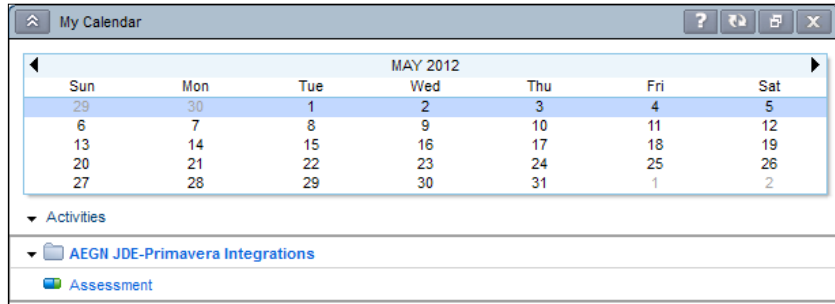 My Calendar ?
MAY 2012
Sun Mon Tue Wed Thu Fri Sat
29 30 1 2 3 4 5
6 7 8 9 10 11 12
13 14 15 16 17 18 19
20 21 22 23 24 25 26
27 28 29 30 31 1 2
Activities
AEGN JDE-Primavera Integrations
Assessment